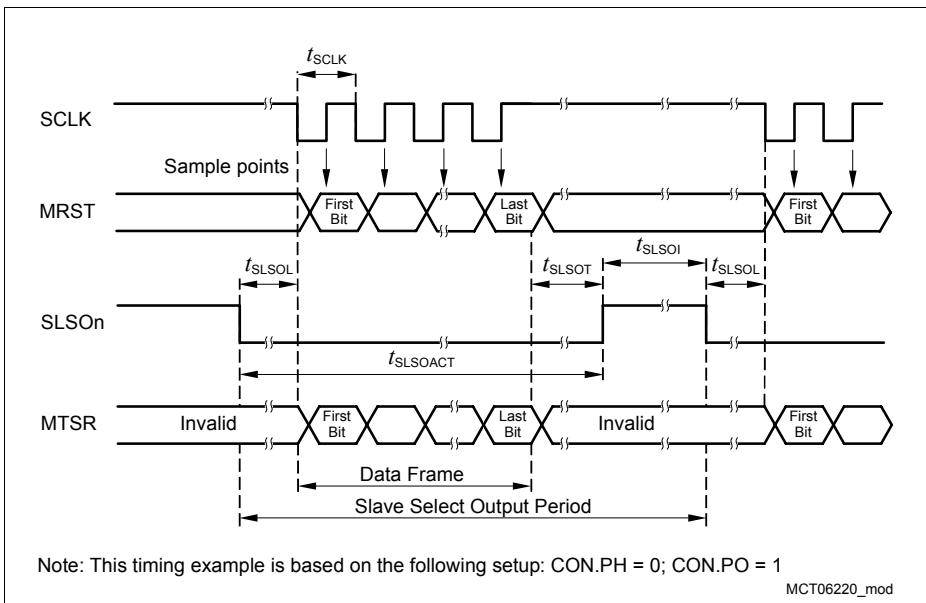 tSCLK
SCLK
Sample points
MRST
First Bit
Last Bit
First Bit
tSLSOL
tSLSOT
tSLSOI
tSLSOL
SLSOn
tSLSOACT
MTSR
Invalid
First Bit
Last Bit
Invalid
First Bit
Data Frame
Slave Select Output Period
Note: This timing example is based on the following setup: CON.PH = 0; CON.PO = 1
MCT06220_mod